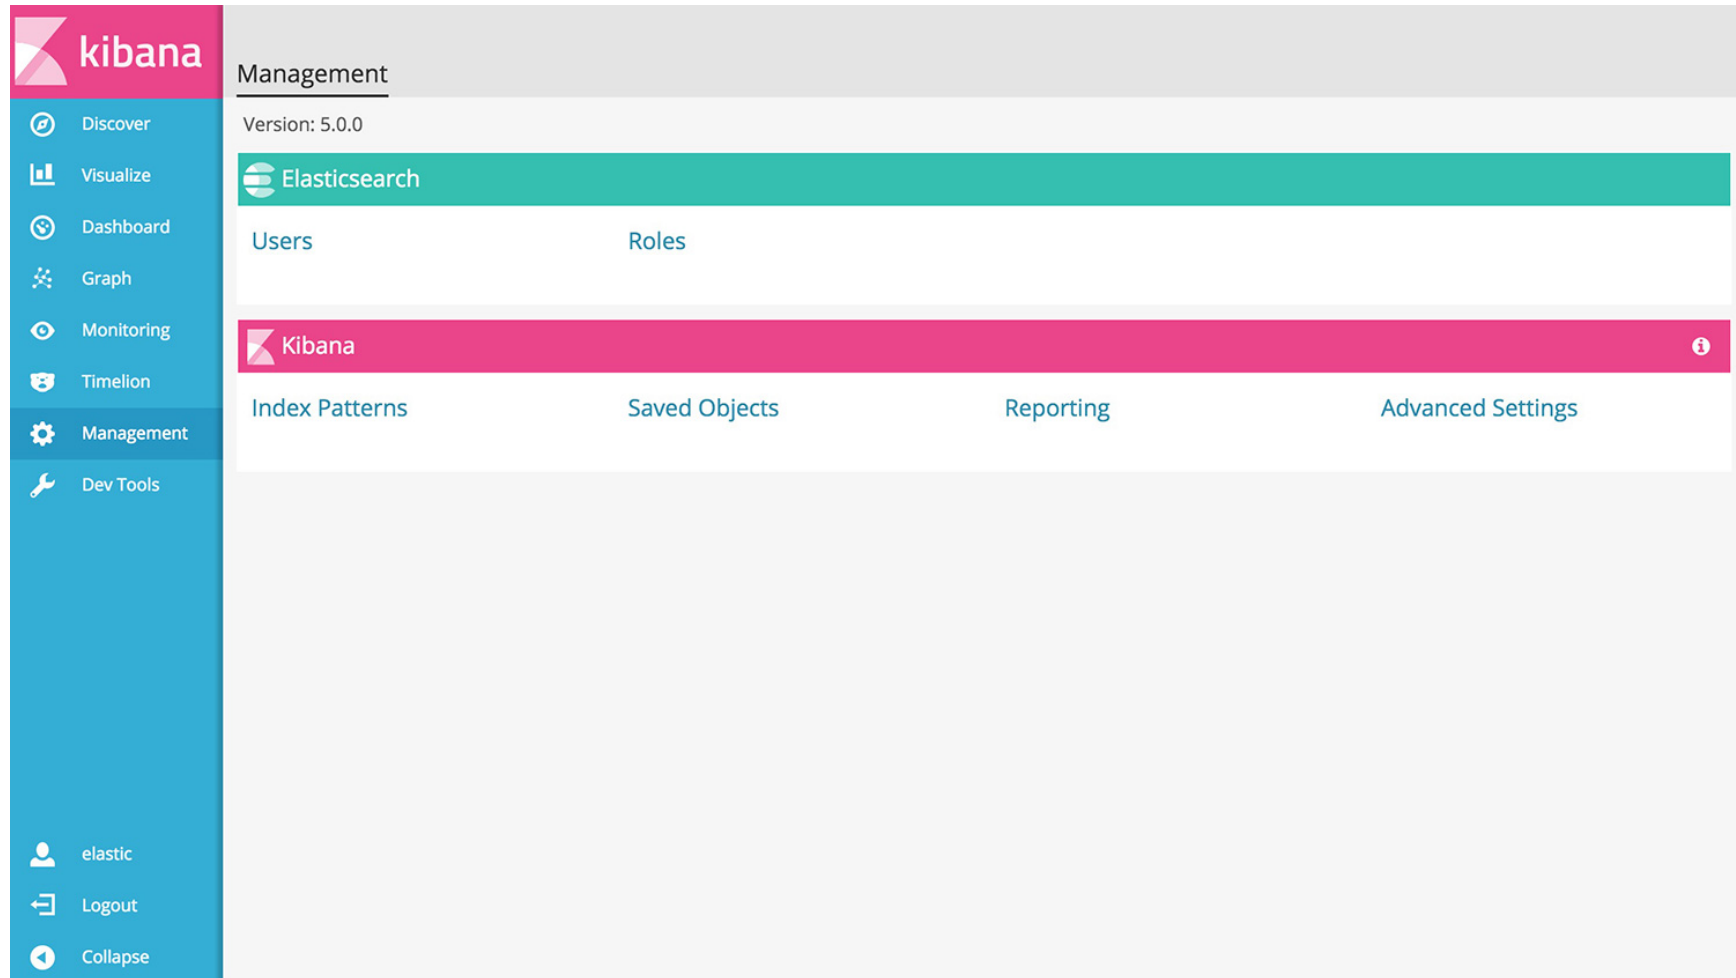 kibana
Discover
Visualize
Dashboard
Graph
Monitoring
Timelion
Management
Dev Tools
elastic
Logout
Collapse
Management
Version: 5.0.0
Elasticsearch
Users Roles
Kibana
Index Patterns Saved Objects Reporting Advanced Settings